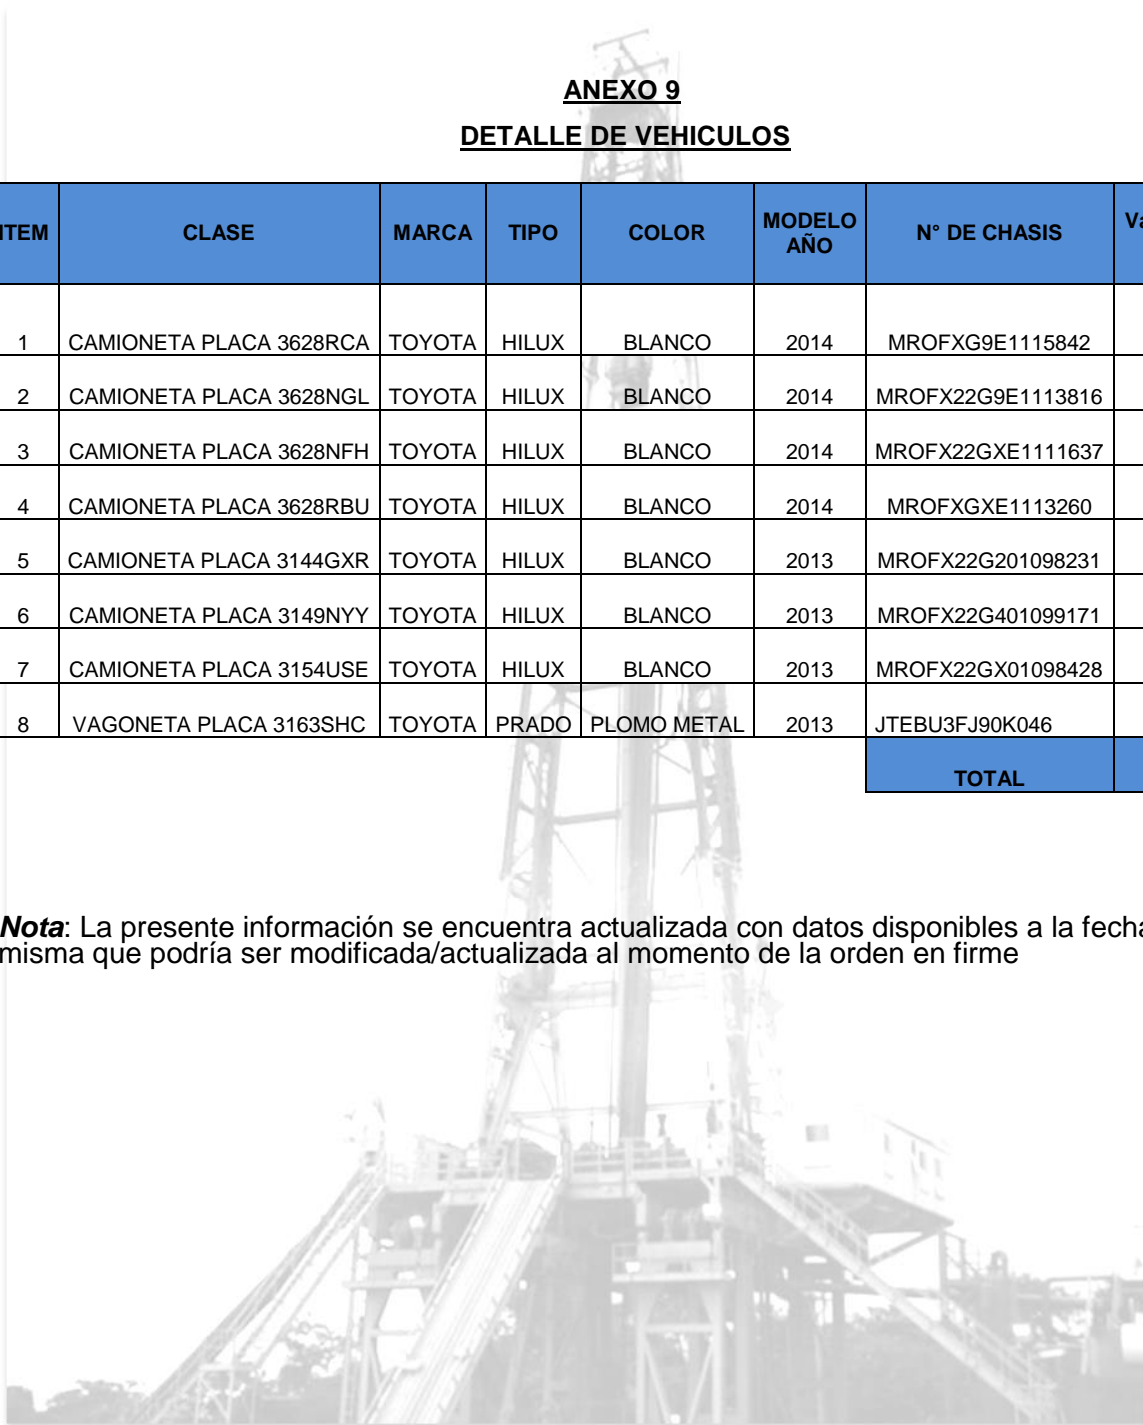 ANEXO 9
DETALLE DE VEHICULOS
ITEM CLASE MARCA TIPO COLOR MODELO AÑO N° DE CHASIS
1 CAMIONETA PLACA 3628RCA TOYOTA HILUX BLANCO 2014 MROFXG9E1115842
2 CAMIONETA PLACA 3628NGL TOYOTA HILUX BLANCO 2014 MROFX22G9E1113816
3 CAMIONETA PLACA 3628NFH TOYOTA HILUX BLANCO 2014 MROFX22GXE1111637
4 CAMIONETA PLACA 3628RBU TOYOTA HILUX BLANCO 2014 MROFXGXE1113260
5 CAMIONETA PLACA 3144GXR TOYOTA HILUX BLANCO 2013 MROFX22G201098231
6 CAMIONETA PLACA 3149NYY TOYOTA HILUX BLANCO 2013 MROFX22G401099171
7 CAMIONETA PLACA 3154USE TOYOTA HILUX BLANCO 2013 MROFX22GX01098428
8 VAGONETA PLACA 3163SHC TOYOTA PRADO PLOMO METAL 2013 JTEBU3FJ90K046
TOTAL
Nota: La presente información se encuentra actualizada con datos disponibles a la fecha
misma que podría ser modificada/actualizada al momento de la orden en firme